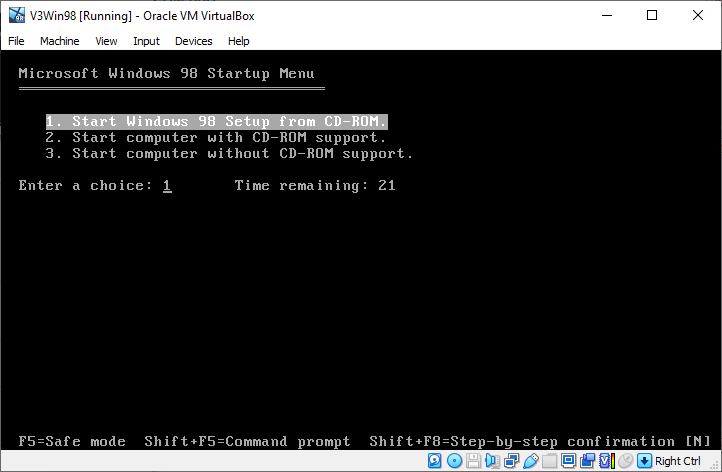 V3Win98 [Running] - Oracle VM VirtualBox
File Machine View Input Devices Help
Microsoft Windows 98 Startup Menu
1. Start Windows 98 Setup from CD-ROM.
2. Start computer with CD-ROM support.
3. Start computer without CD-ROM support.
Enter a choice: 1 Time remaining: 21
F5=Safe mode Shift+F5=Command prompt Shift+F8=Step-by-step confirmation [N]
Right Ctrl